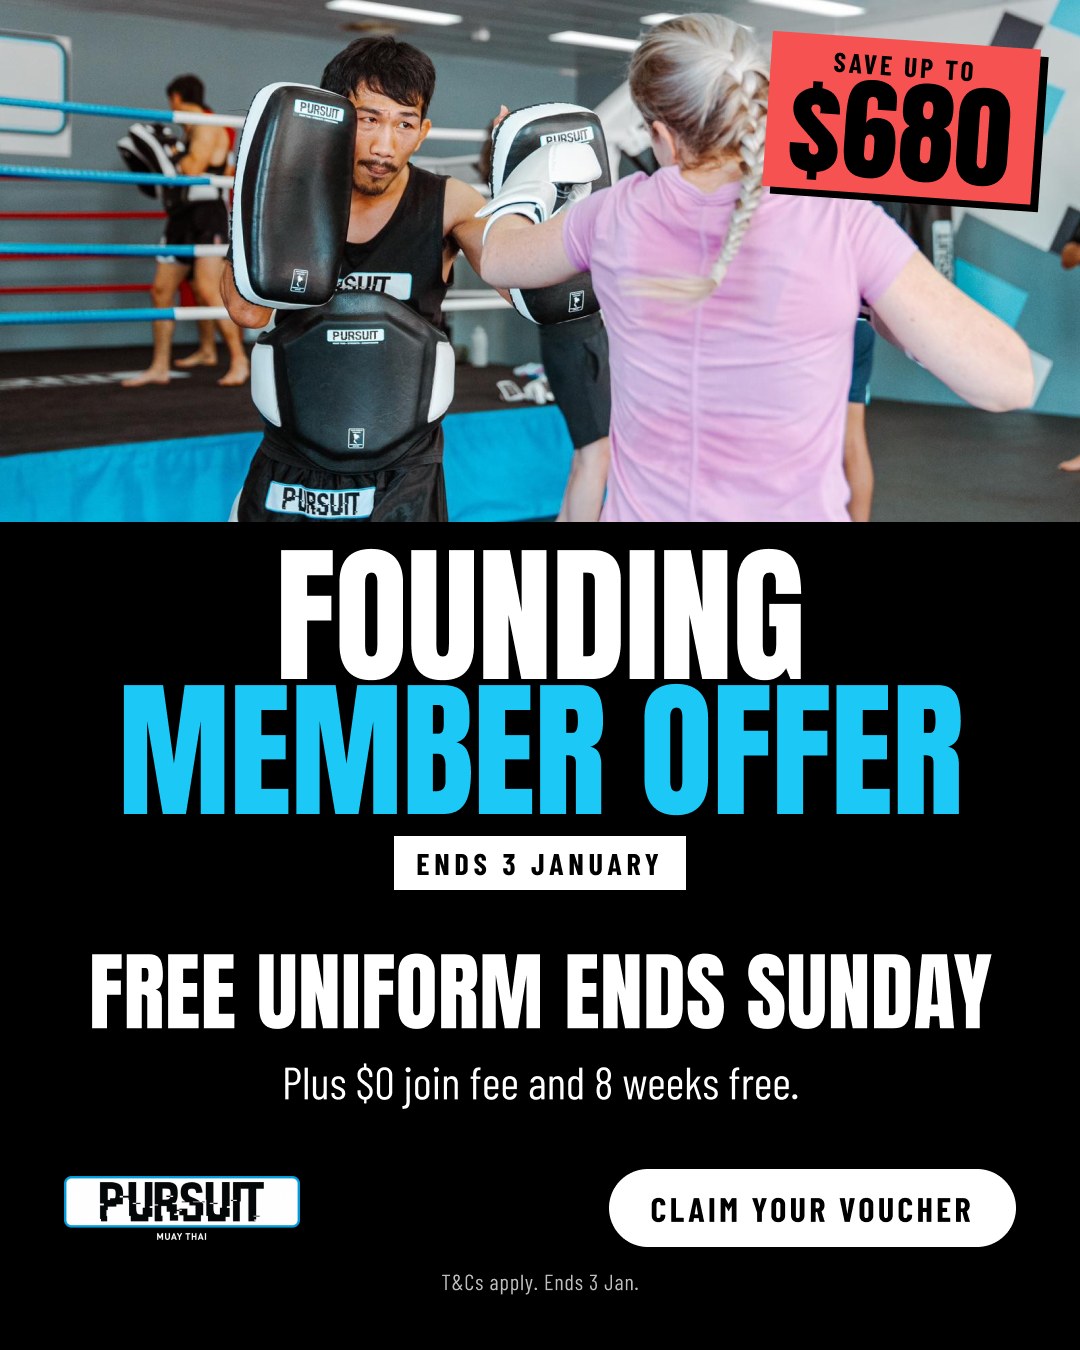 SAVE UP TO
$680
PURSUIT
PURSUIT
SUIT
PURSUIT
PURSUIT
FOUNDING
MEMBER OFFER
ENDS 3 JANUARY
FREE UNIFORM ENDS SUNDAY
Plus $0 join fee and 8 weeks free.
PURSUIT
MUAY THAI
CLAIM YOUR VOUCHER
T&Cs apply. Ends 3 Jan.